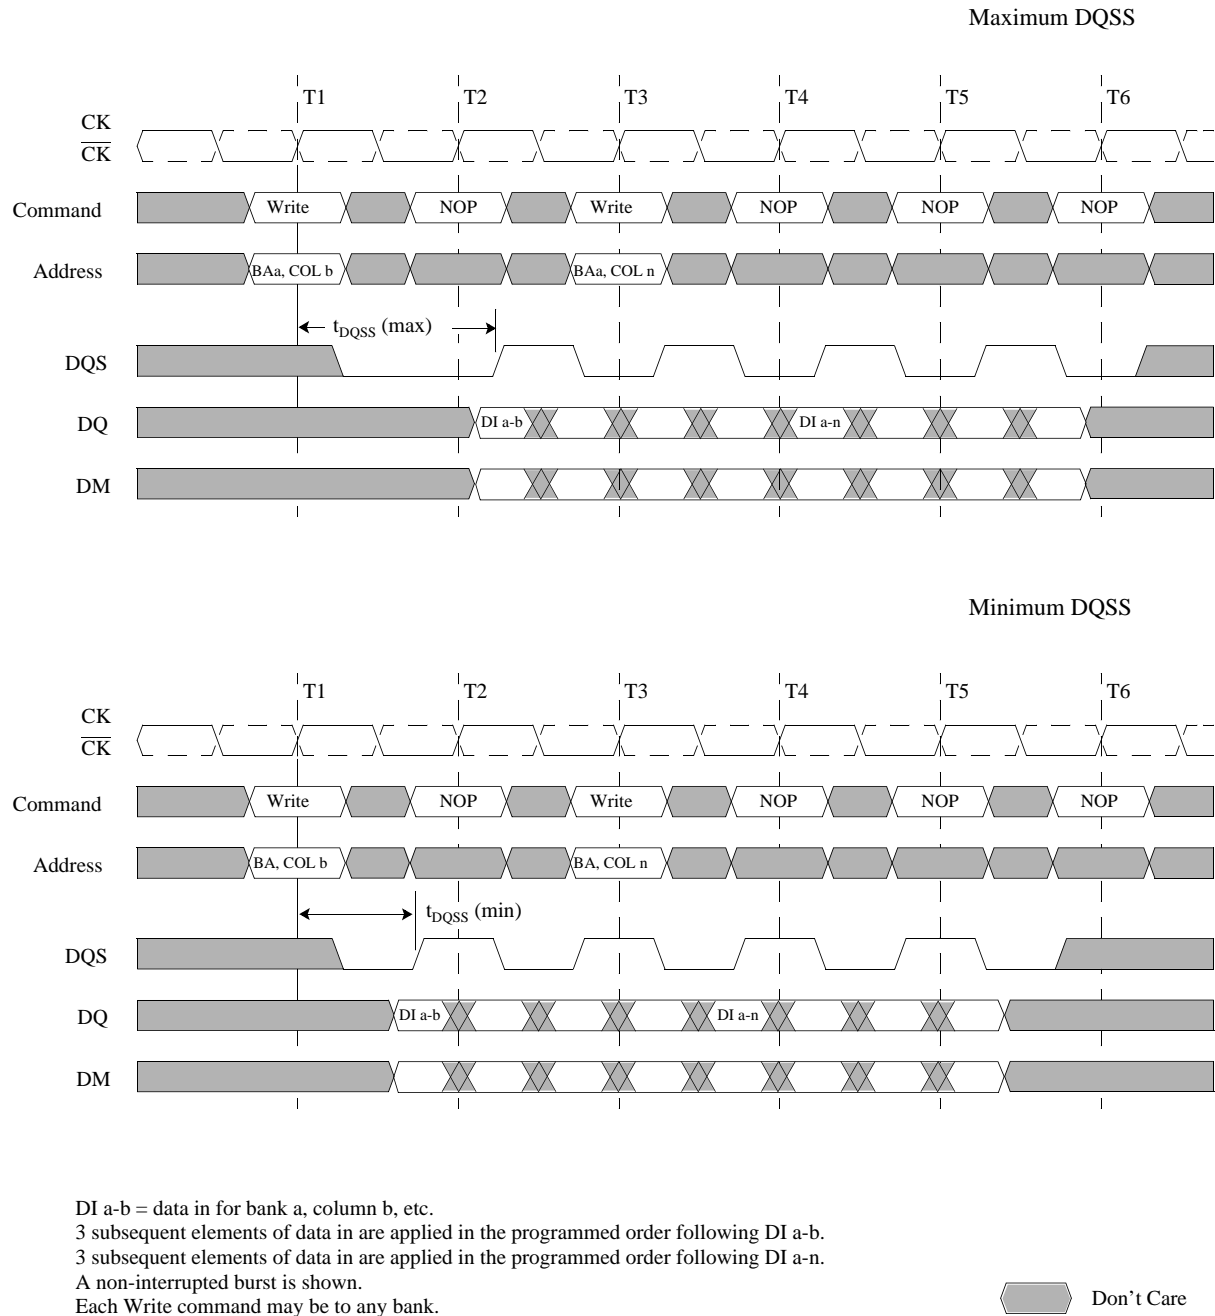 Maximum DQSS
T1 T2 T3 T4 T5 T6
CK
CK
Command Write NOP Write NOP NOP NOP
Address BAa, COL b BAa, COL n
tDQSS (max)
DQS
DQ DI a-b DI a-n
DM
Minimum DQSS
T1 T2 T3 T4 T5 T6
CK
CK
Command Write NOP Write NOP NOP NOP
Address BA, COL b BA, COL n
tDQSS (min)
DQS
DQ DI a-b DI a-n
DM
DI a-b = data in for bank a, column b, etc.
3 subsequent elements of data in are applied in the programmed order following DI a-b.
3 subsequent elements of data in are applied in the programmed order following DI a-n.
A non-interrupted burst is shown.
Each Write command may be to any bank.
Don’t Care